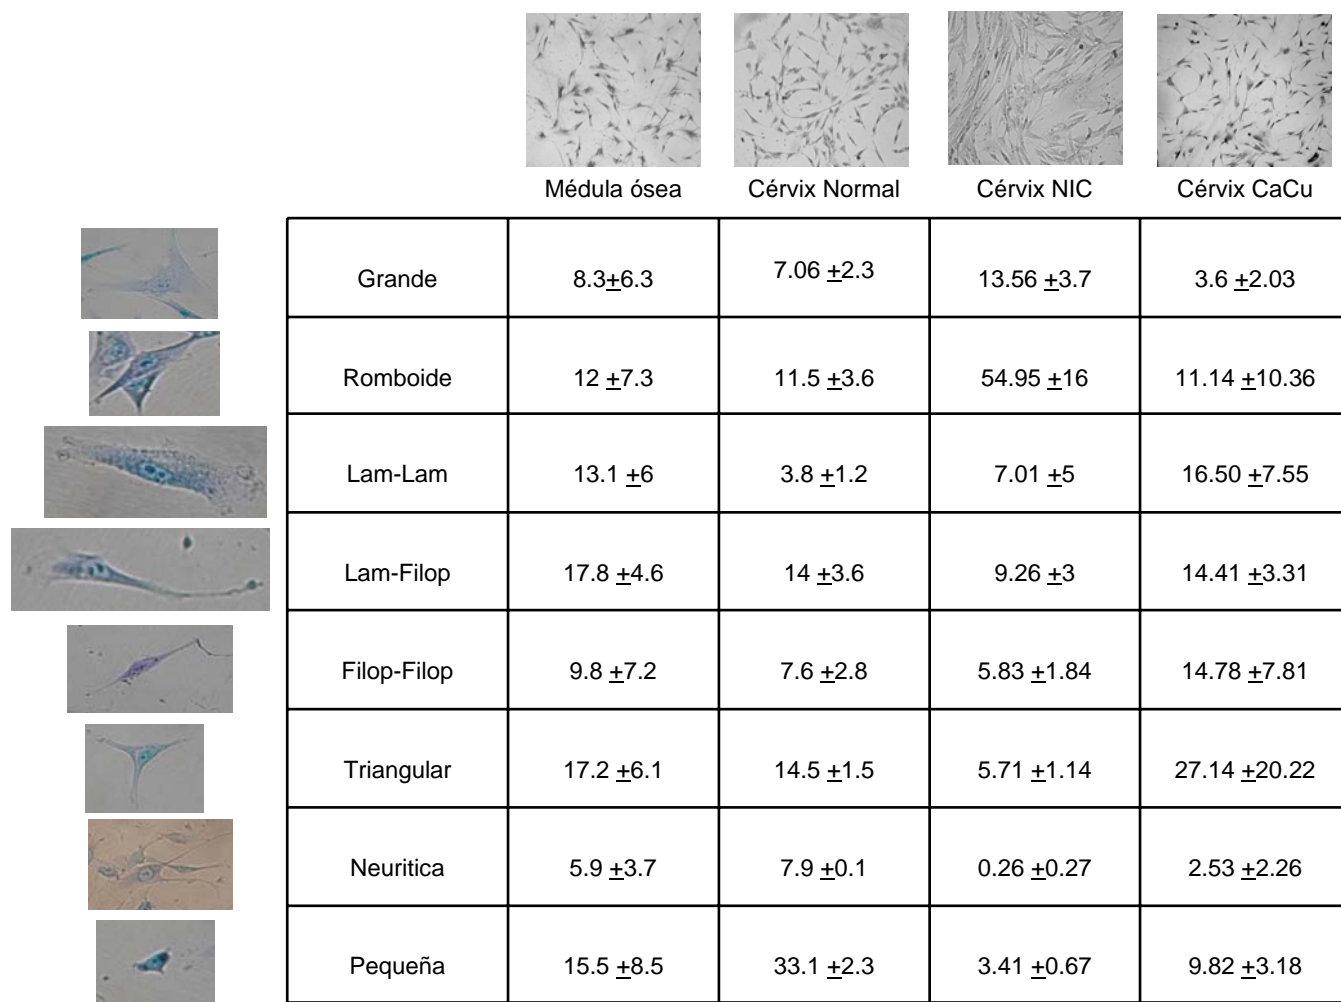 Médula ósea Cérvix Normal Cérvix NIC Cérvix CaCu
Grande 8.3+6.3 7.06 +2.3 13.56 +3.7 3.6 +2.03
Romboide 12 +7.3 11.5 +3.6 54.95 +16 11.14 +10.36
Lam-Lam 13.1 +6 3.8 +1.2 7.01 +5 16.50 +7.55
Lam-Filop 17.8 +4.6 14 +3.6 9.26 +3 14.41 +3.31
Filop-Filop 9.8 +7.2 7.6 +2.8 5.83 +1.84 14.78 +7.81
Triangular 17.2 +6.1 14.5 +1.5 5.71 +1.14 27.14 +20.22
Neuritica 5.9 +3.7 7.9 +0.1 0.26 +0.27 2.53 +2.26
Pequeña 15.5 +8.5 33.1 +2.3 3.41 +0.67 9.82 +3.18